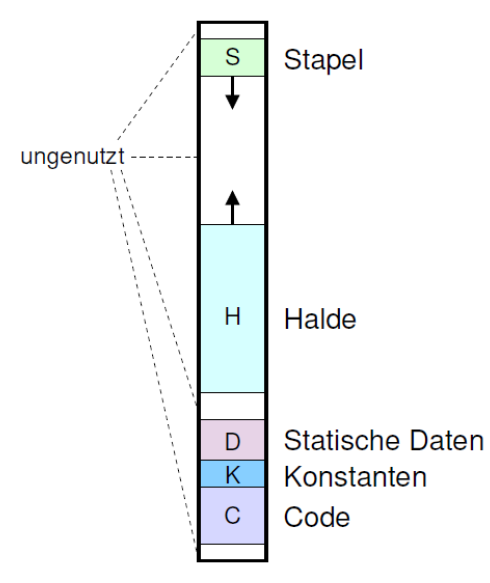 S Stapel
ungenutzt
H Halde
D Statische Daten
K Konstanten
C Code